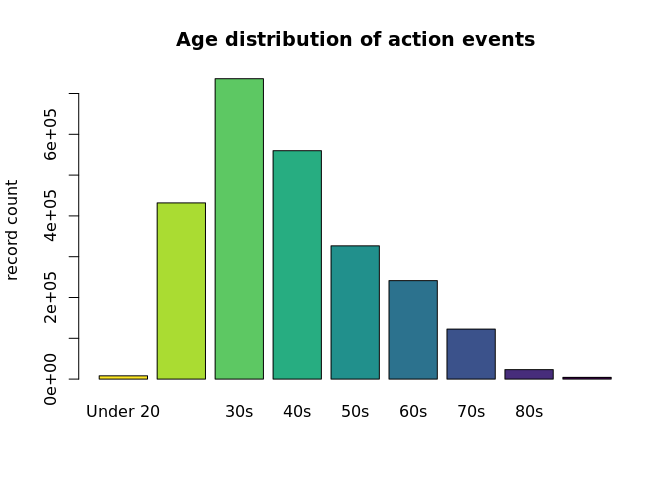 Age distribution of action events
record count
6e+05
4e+05
2e+05
0e+00
Under 20 30s 40s 50s 60s 70s 80s